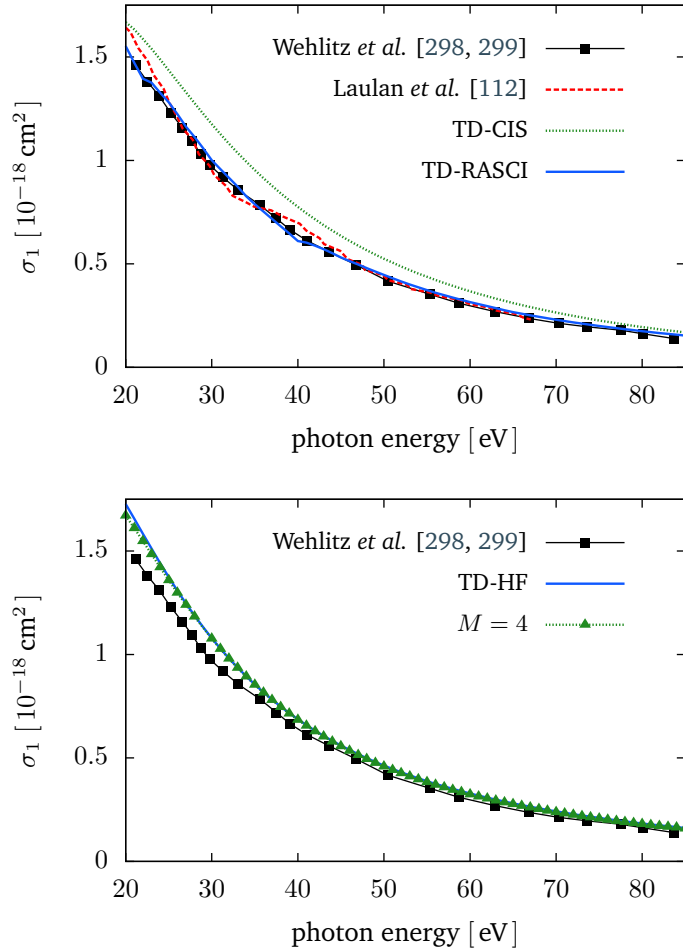 1.5
1
0.5
0
σ₁ [10⁻¹⁸ cm²]
Wehlitz et al. [298, 299]
Laulan et al. [112]
TD-CIS
TD-RASCI
20 30 40 50 60 70 80
photon energy [eV]
1.5
1
0.5
0
σ₁ [10⁻¹⁸ cm²]
Wehlitz et al. [298, 299]
TD-HF
M = 4
20 30 40 50 60 70 80
photon energy [eV]